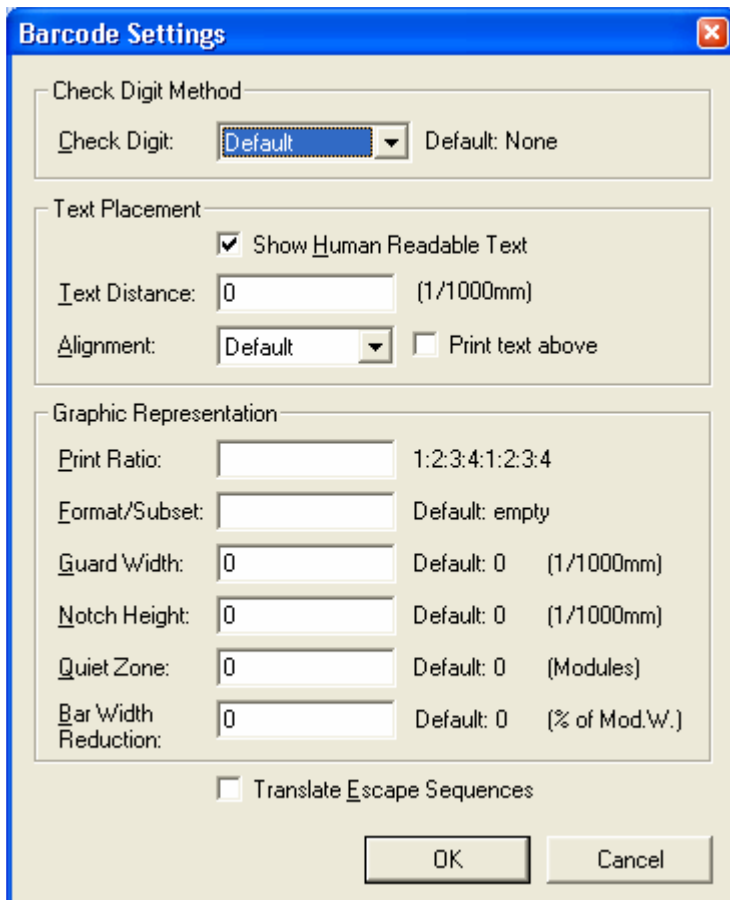 Barcode Settings
Check Digit Method
Check Digit: Default Default: None
Text Placement
Show Human Readable Text
Text Distance: 0 (1/1000mm)
Alignment: Default Print text above
Graphic Representation
Print Ratio: 1:2:3:4:1:2:3:4
Format/Subset: Default: empty
Guard Width: 0 Default: 0 (1/1000mm)
Notch Height: 0 Default: 0 (1/1000mm)
Quiet Zone: 0 Default: 0 (Modules)
Bar Width
Reduction: 0 Default: 0 (% of Mod.W.)
Translate Escape Sequences
OK Cancel